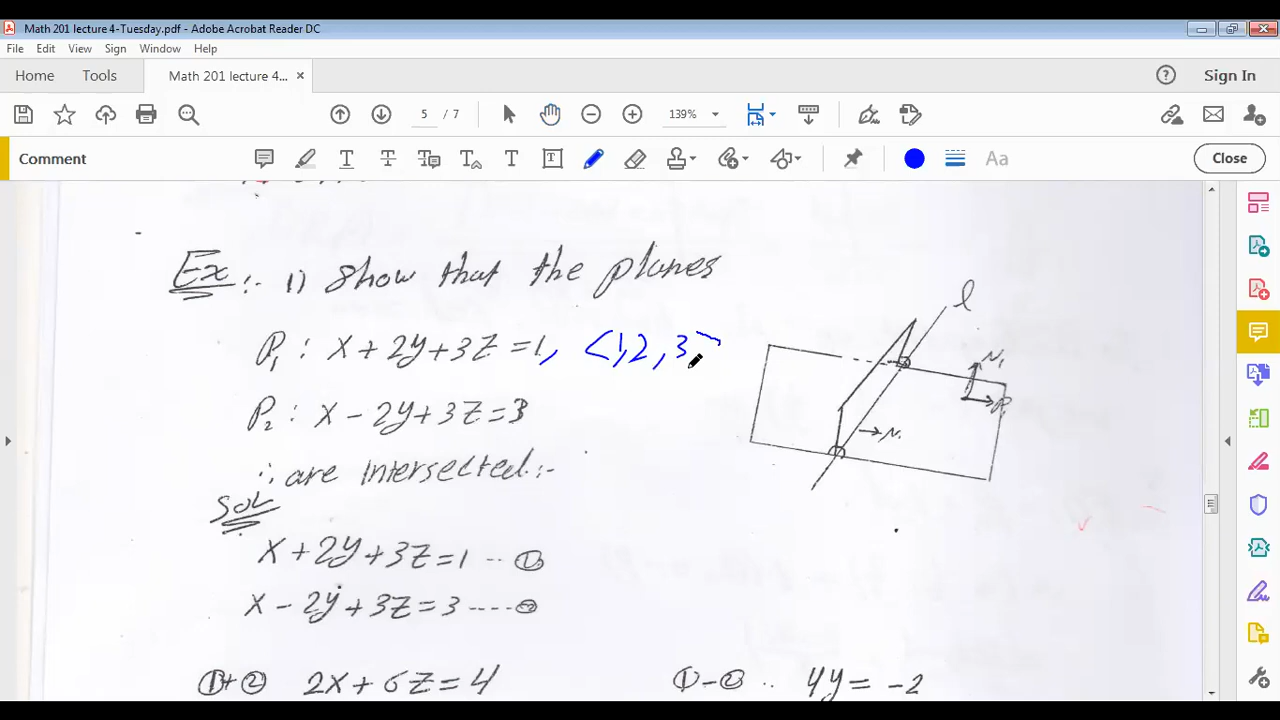 Math 201 lecture 4-Tuesday.pdf - Adobe Acrobat Reader DC
File Edit View Sign Window Help
Home Tools Math 201 lecture 4... × Sign In
5 / 7 139%
Comment Close
Ex:- 1) Show that the planes
P₁ : X + 2Y + 3Z = 1, <1, 2, 3>
P₂ : X - 2Y + 3Z = 3
∴ are Intersected:-
Sol
X + 2Y + 3Z = 1 -- ①
X - 2Y + 3Z = 3 ---- ②
①+② 2X + 6Z = 4
①-② .. 4Y = -2
l
N₁
P₁
N.